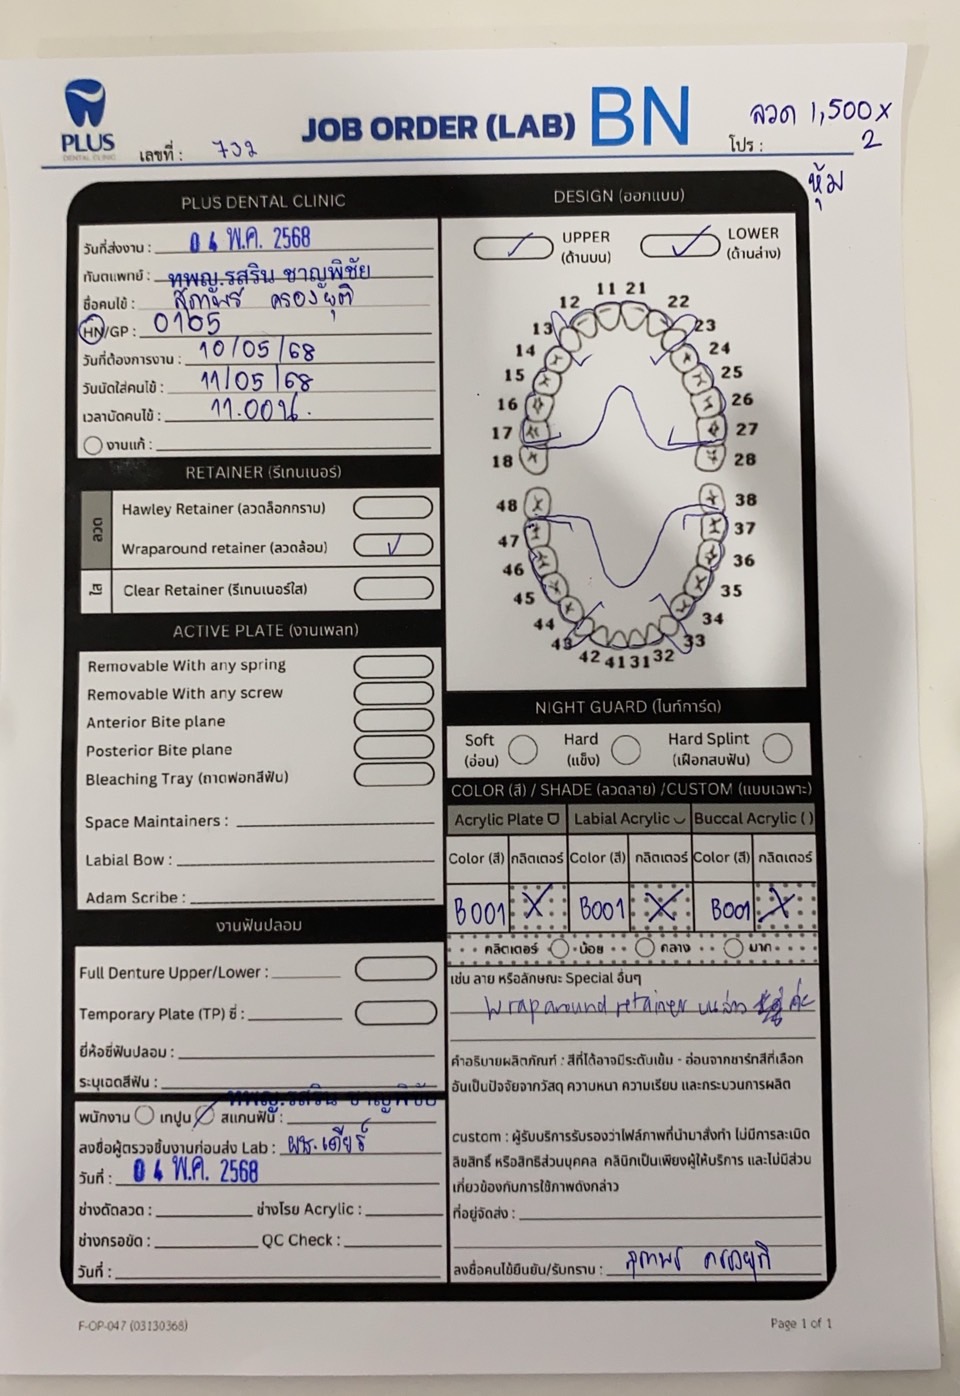 PLUS
DENTAL CLINIC
เลขที่ : 732
JOB ORDER (LAB) BN
โปร : ลวด 1,500 x 2
หุ้ม
PLUS DENTAL CLINIC
วันที่ส่งงาน : 04 พ.ค. 2568
ทันตแพทย์ : ทพญ.รสริน ชาญพิชัย
ชื่อคนไข้ : สุภาพร ครองยุติ
HN/GP : 0105
วันที่ต้องการงาน : 10/05/68
วันนัดใส่คนไข้ : 11/05/68
เวลานัดคนไข้ : 11.00น.
งานแก้ :
RETAINER (รีเทนเนอร์)
ลวด
Hawley Retainer (ลวดล็อกกราม)
Wraparound retainer (ลวดล้อม)
ใส
Clear Retainer (รีเทนเนอร์ใส)
ACTIVE PLATE (งานเพลท)
Removable With any spring
Removable With any screw
Anterior Bite plane
Posterior Bite plane
Bleaching Tray (ถาดฟอกสีฟัน)
Space Maintainers :
Labial Bow :
Adam Scribe :
งานฟันปลอม
Full Denture Upper/Lower :
Temporary Plate (TP) ซี่ :
ยี่ห้อซี่ฟันปลอม :
ระบุเฉดสีฟัน :
ทพญ.รสริน ชาญพิชัย
พนักงาน เทปูน สแกนฟัน :
ลงชื่อผู้ตรวจชิ้นงานก่อนส่ง Lab : ผช.เดียร์
วันที่ : 04 พ.ค. 2568
ช่างดัดลวด : ช่างโรย Acrylic :
ช่างกรอขัด : QC Check :
วันที่ :
DESIGN (ออกแบบ)
UPPER
(ด้านบน)
LOWER
(ด้านล่าง)
11 21
12 22
13 23
14 24
15 25
16 26
17 27
18 28
48 38
47 37
46 36
45 35
44 34
43 33
42 41 31 32
NIGHT GUARD (ไนท์การ์ด)
Soft
(อ่อน)
Hard
(แข็ง)
Hard Splint
(เฝือกสบฟัน)
COLOR (สี) / SHADE (ลวดลาย) /CUSTOM (แบบเฉพาะ)
Acrylic Plate Labial Acrylic Buccal Acrylic ( )
Color (สี) กลิตเตอร์ Color (สี) กลิตเตอร์ Color (สี) กลิตเตอร์
B001 X B001 X B001 X
กลิตเตอร์ น้อย กลาง มาก
เช่น ลาย หรือลักษณะ Special อื่นๆ
Wraparound retainer บนล่าง ค่ะ
คำอธิบายผลิตภัณฑ์ : สีที่ได้อาจมีระดับเข้ม - อ่อนจากชาร์ทสีที่เลือก
อันเป็นปัจจัยจากวัสดุ ความหนา ความเรียบ และกระบวนการผลิต
custom : ผู้รับบริการรับรองว่าไฟล์ภาพที่นำมาสั่งทำ ไม่มีการละเมิด
ลิขสิทธิ์ หรือสิทธิส่วนบุคคล คลินิกเป็นเพียงผู้ให้บริการ และไม่มีส่วน
เกี่ยวข้องกับการใช้ภาพดังกล่าว
ที่อยู่จัดส่ง :
ลงชื่อคนไข้ยืนยัน/รับทราบ : สุภาพร ครองยุติ
F-OP-047 (03130368)
Page 1 of 1